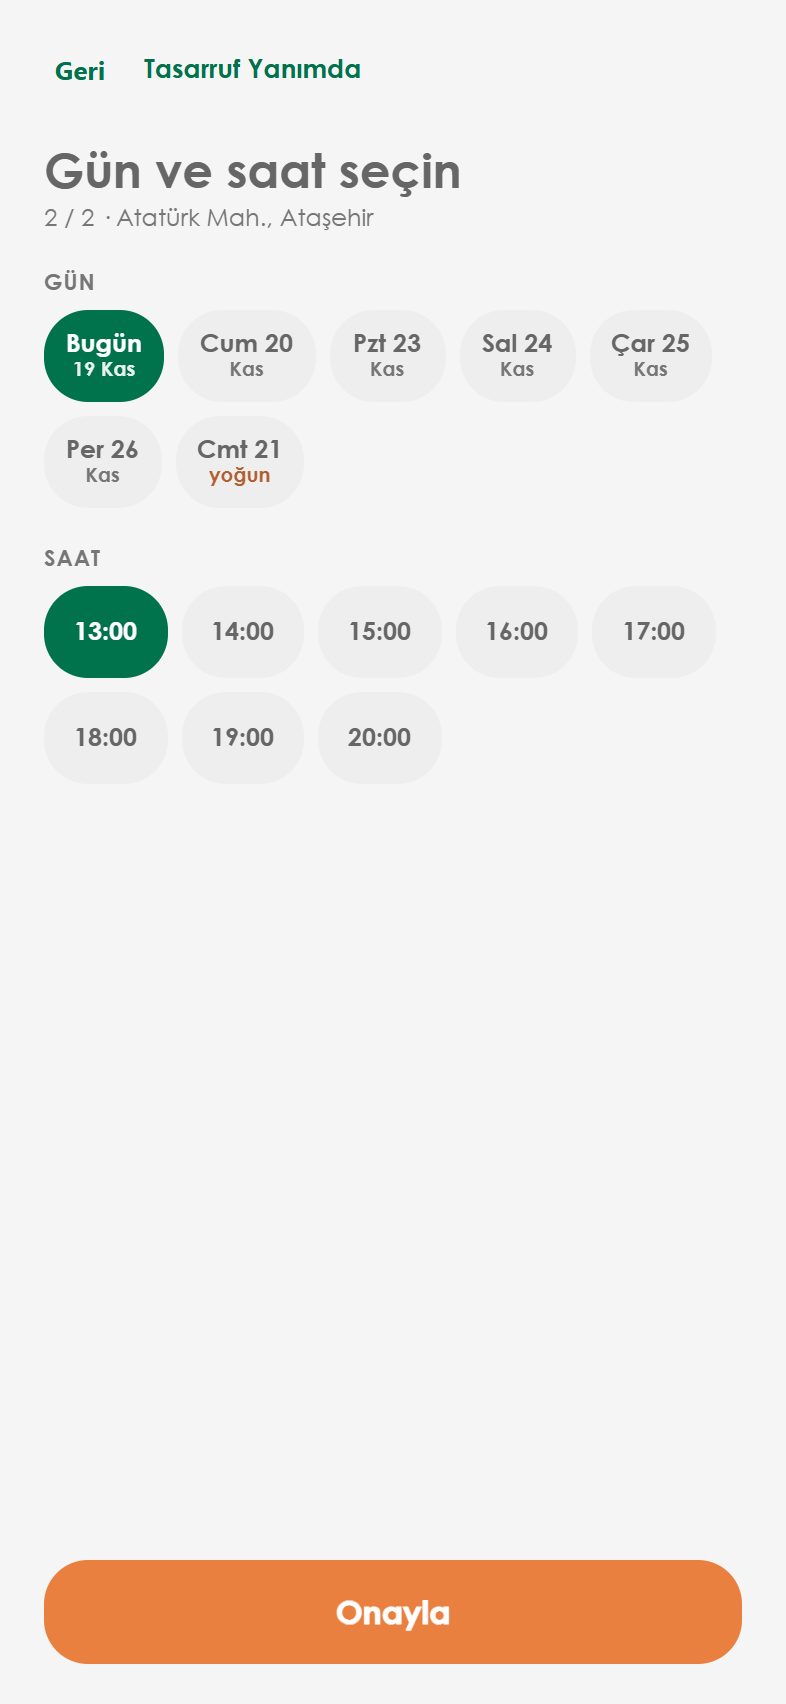 Geri Tasarruf Yanımda
Gün ve saat seçin
2 / 2 · Atatürk Mah., Ataşehir
GÜN
Bugün
19 Kas
Cum 20
Kas
Pzt 23
Kas
Sal 24
Kas
Çar 25
Kas
Per 26
Kas
Cmt 21
yoğun
SAAT
13:00 14:00 15:00 16:00 17:00
18:00 19:00 20:00
Onayla